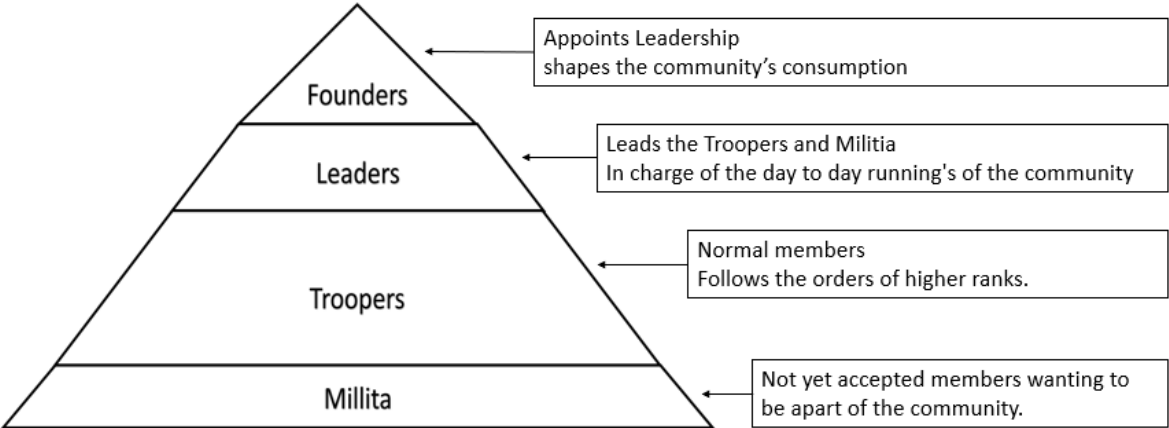 Founders
Appoints Leadership
shapes the community’s consumption
Leaders
Leads the Troopers and Militia
In charge of the day to day running's of the community
Troopers
Normal members
Follows the orders of higher ranks.
Millita
Not yet accepted members wanting to
be apart of the community.